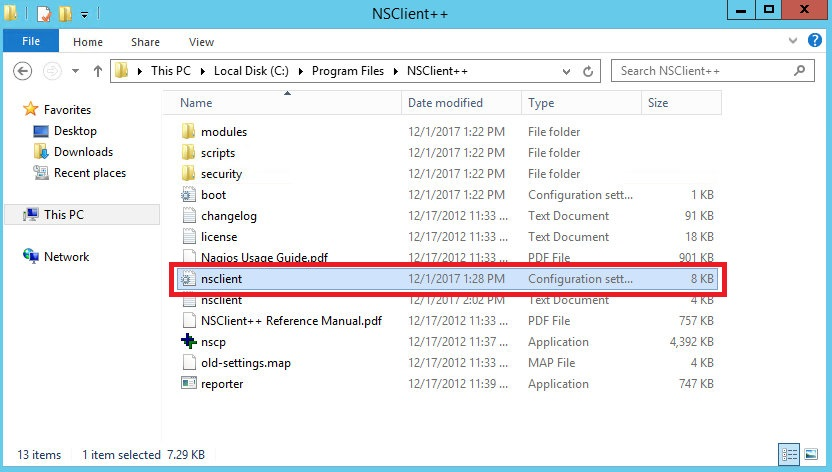 NSClient++
File Home Share View
This PC Local Disk (C:) Program Files NSClient++ Search NSClient++
Name Date modified Type Size
Favorites
Desktop
Downloads
Recent places
This PC
Network
modules 12/1/2017 1:22 PM File folder
scripts 12/1/2017 1:22 PM File folder
security 12/1/2017 1:22 PM File folder
boot 12/1/2017 1:22 PM Configuration sett... 1 KB
changelog 12/17/2012 11:33 ... Text Document 91 KB
license 12/17/2012 11:33 ... Text Document 18 KB
Nagios Usage Guide.pdf 12/17/2012 11:33 ... PDF File 901 KB
nsclient 12/1/2017 1:28 PM Configuration sett... 8 KB
nsclient 12/1/2017 2:02 PM Text Document 4 KB
NSClient++ Reference Manual.pdf 12/17/2012 11:33 ... PDF File 757 KB
nscp 12/17/2012 11:37 ... Application 4,392 KB
old-settings.map 12/17/2012 11:33 ... MAP File 4 KB
reporter 12/17/2012 11:39 ... Application 747 KB
13 items 1 item selected 7.29 KB